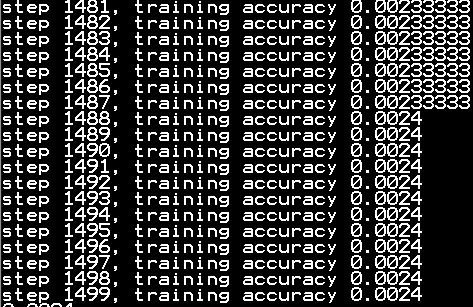 step 1481, training accuracy 0.00233333
step 1482, training accuracy 0.00233333
step 1483, training accuracy 0.00233333
step 1484, training accuracy 0.00233333
step 1485, training accuracy 0.00233333
step 1486, training accuracy 0.00233333
step 1487, training accuracy 0.00233333
step 1488, training accuracy 0.0024
step 1489, training accuracy 0.0024
step 1490, training accuracy 0.0024
step 1491, training accuracy 0.0024
step 1492, training accuracy 0.0024
step 1493, training accuracy 0.0024
step 1494, training accuracy 0.0024
step 1495, training accuracy 0.0024
step 1496, training accuracy 0.0024
step 1497, training accuracy 0.0024
step 1498, training accuracy 0.0024
step 1499, training accuracy 0.0024